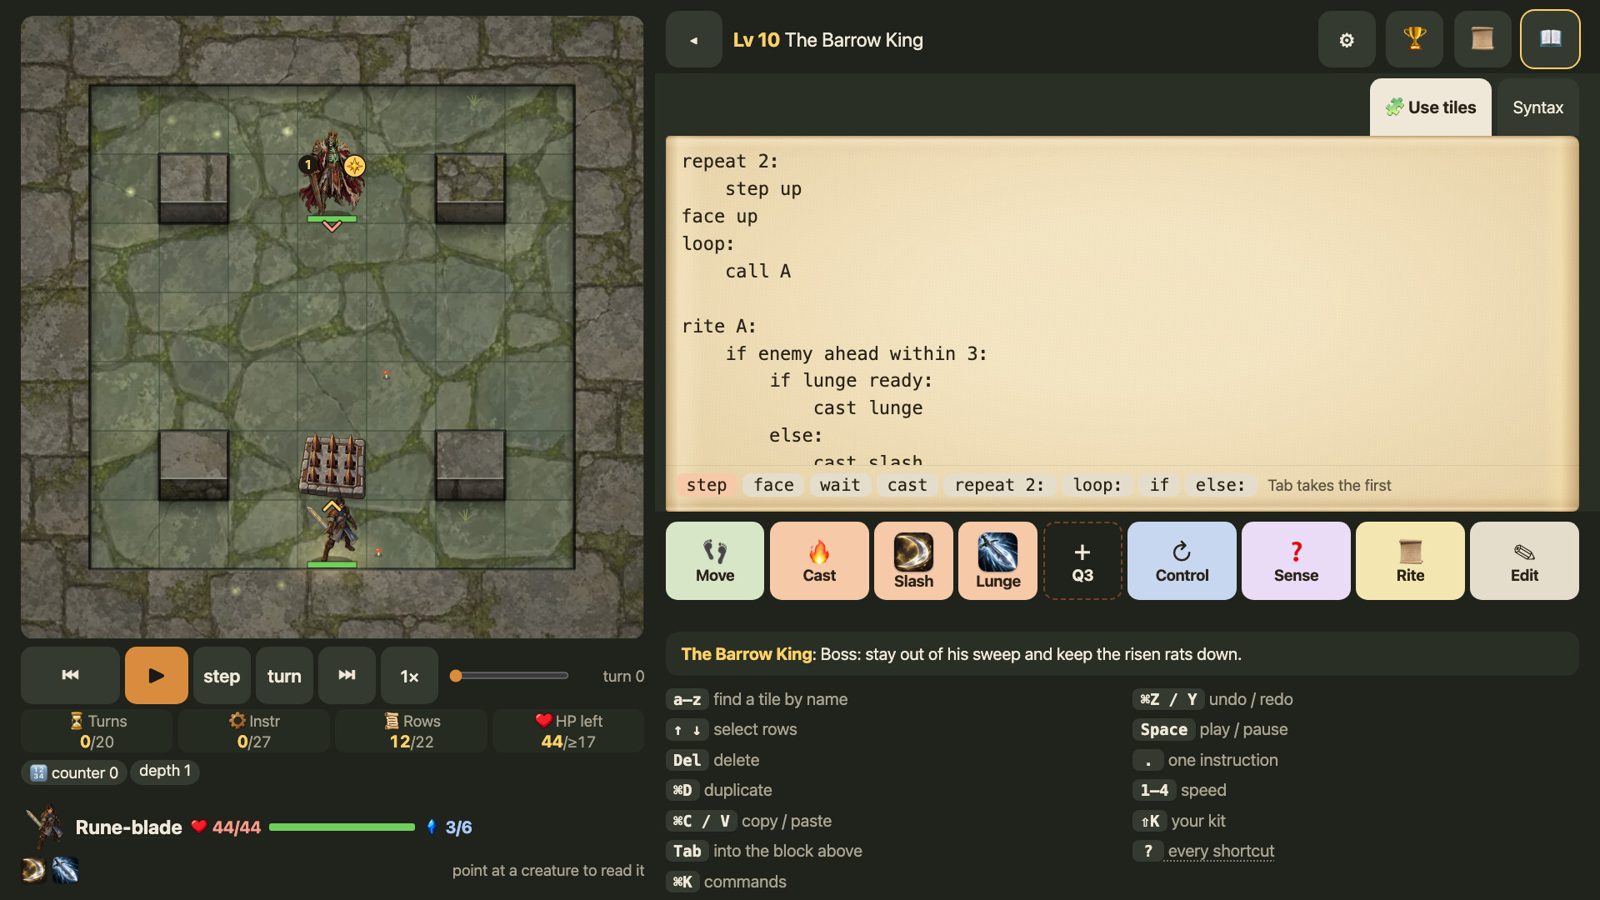 Lv 10 The Barrow King
Use tiles
Syntax
repeat 2:
step up
face up
loop:
call A
rite A:
if enemy ahead within 3:
if lunge ready:
cast lunge
else:
cast slash
step face wait cast repeat 2: loop: if else: Tab takes the first
Move
Cast
Slash
Lunge
+
Q3
Control
Sense
Rite
Edit
1
step
turn
1×
turn 0
Turns
0/20
Instr
0/27
Rows
12/22
HP left
44/≥17
counter 0
depth 1
Rune-blade 44/44 3/6
point at a creature to read it
The Barrow King: Boss: stay out of his sweep and keep the risen rats down.
a–z find a tile by name
↑ ↓ select rows
Del delete
⌘D duplicate
⌘C / V copy / paste
Tab into the block above
⌘K commands
⌘Z / Y undo / redo
Space play / pause
. one instruction
1–4 speed
⇧K your kit
? every shortcut